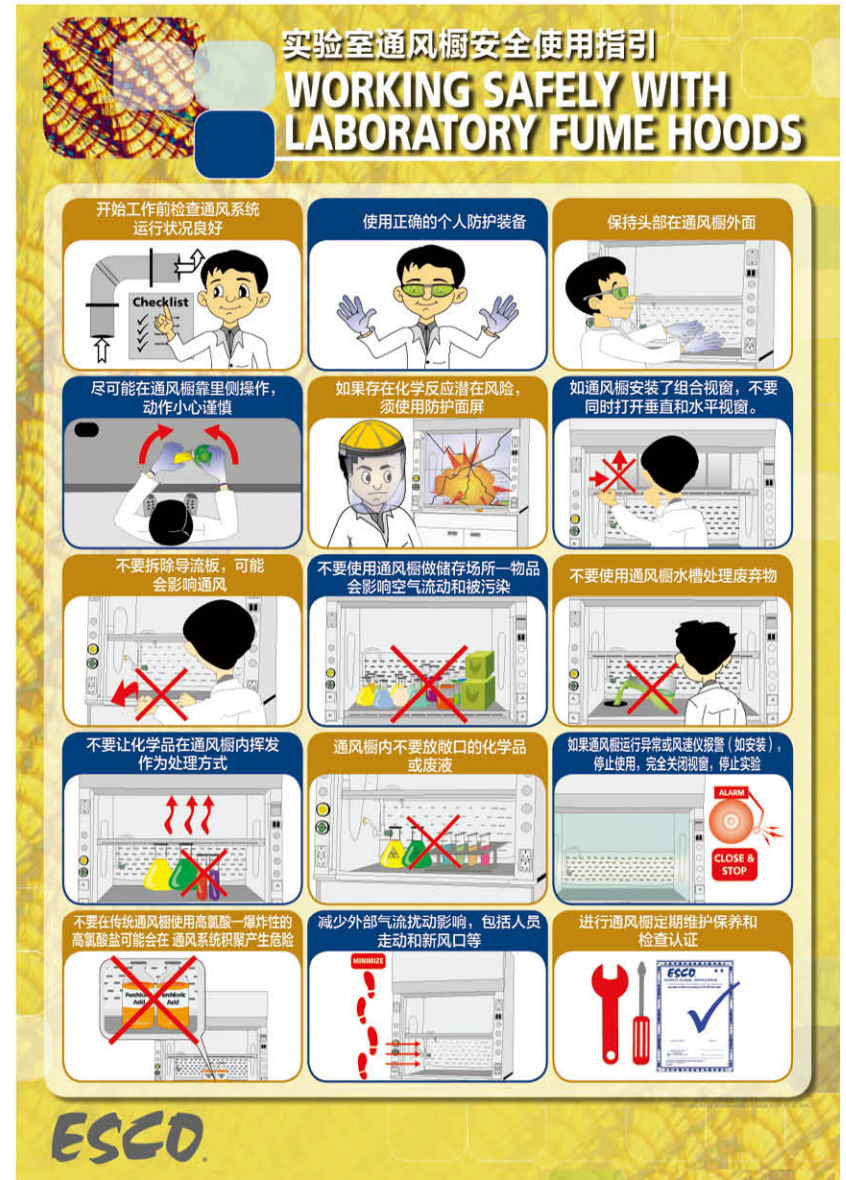 实验室通风橱安全使用指引
WORKING SAFELY WITH
LABORATORY FUME HOODS
开始工作前检查通风系统
运行状况良好
Checklist
使用正确的个人防护装备
保持头部在通风橱外面
尽可能在通风橱靠里侧操作，
动作小心谨慎
如果存在化学反应潜在风险，
须使用防护面屏
如通风橱安装了组合视窗，不要
同时打开垂直和水平视窗。
不要拆除导流板，可能
会影响通风
不要使用通风橱做储存场所一物品
会影响空气流动和被污染
不要使用通风橱水槽处理废弃物
不要让化学品在通风橱内挥发
作为处理方式
通风橱内不要放敞口的化学品
或废液
如果通风橱运行异常或风速仪报警（如安装），
停止使用，完全关闭视窗，停止实验
ALARM
CLOSE &
STOP
不要在传统通风橱使用高氯酸一爆炸性的
高氯酸盐可能会在 通风系统积聚产生危险
Perchloric
Acid
Perchloric
Acid
减少外部气流扰动影响，包括人员
走动和新风口等
MINIMIZE
进行通风橱定期维护保养和
检查认证
ESCO
ESCO